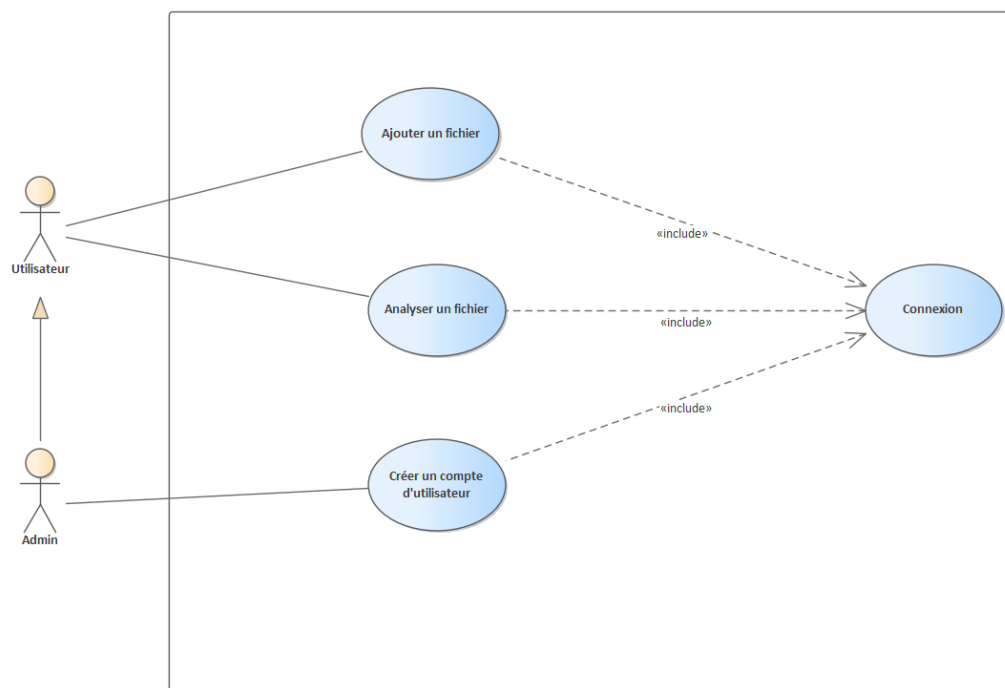 Ajouter un fichier
«include»
Utilisateur
Analyser un fichier
«include»
Connexion
«include»
Créer un compte
d'utilisateur
Admin